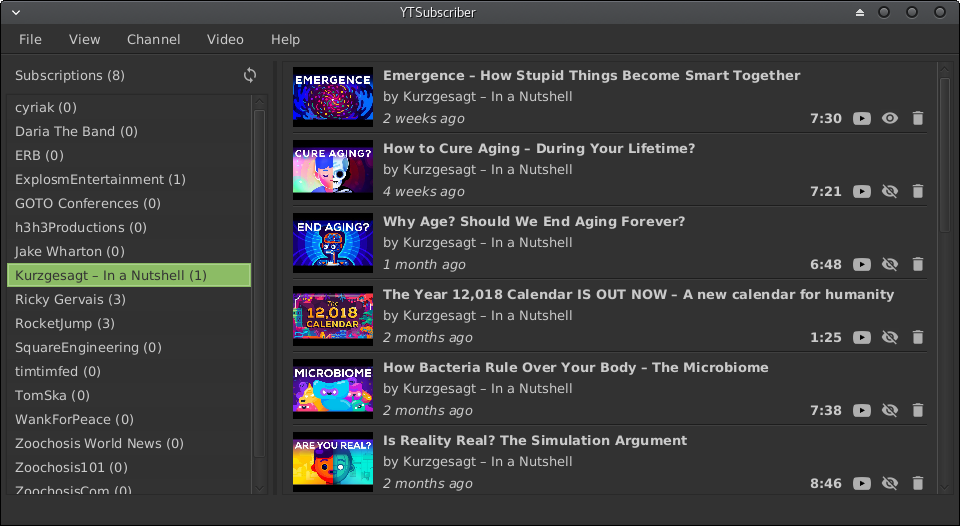 YTSubscriber
File View Channel Video Help
Subscriptions (8)
cyriak (0)
Daria The Band (0)
ERB (0)
ExplosmEntertainment (1)
GOTO Conferences (0)
h3h3Productions (0)
Jake Wharton (0)
Kurzgesagt – In a Nutshell (1)
Ricky Gervais (3)
RocketJump (3)
SquareEngineering (0)
timtimfed (0)
TomSka (0)
WankForPeace (0)
Zoochosis World News (0)
Zoochosis101 (0)
ZoochosisCom (0)
EMERGENCE
Emergence – How Stupid Things Become Smart Together
by Kurzgesagt – In a Nutshell
2 weeks ago
7:30
CURE AGING?
How to Cure Aging – During Your Lifetime?
by Kurzgesagt – In a Nutshell
4 weeks ago
7:21
END AGING?
Why Age? Should We End Aging Forever?
by Kurzgesagt – In a Nutshell
1 month ago
6:48
The
12,018
CALENDAR
The Year 12,018 Calendar IS OUT NOW – A new calendar for humanity
by Kurzgesagt – In a Nutshell
2 months ago
1:25
MICROBIOME
How Bacteria Rule Over Your Body – The Microbiome
by Kurzgesagt – In a Nutshell
2 months ago
7:38
ARE YOU REAL?
Is Reality Real? The Simulation Argument
by Kurzgesagt – In a Nutshell
2 months ago
8:46